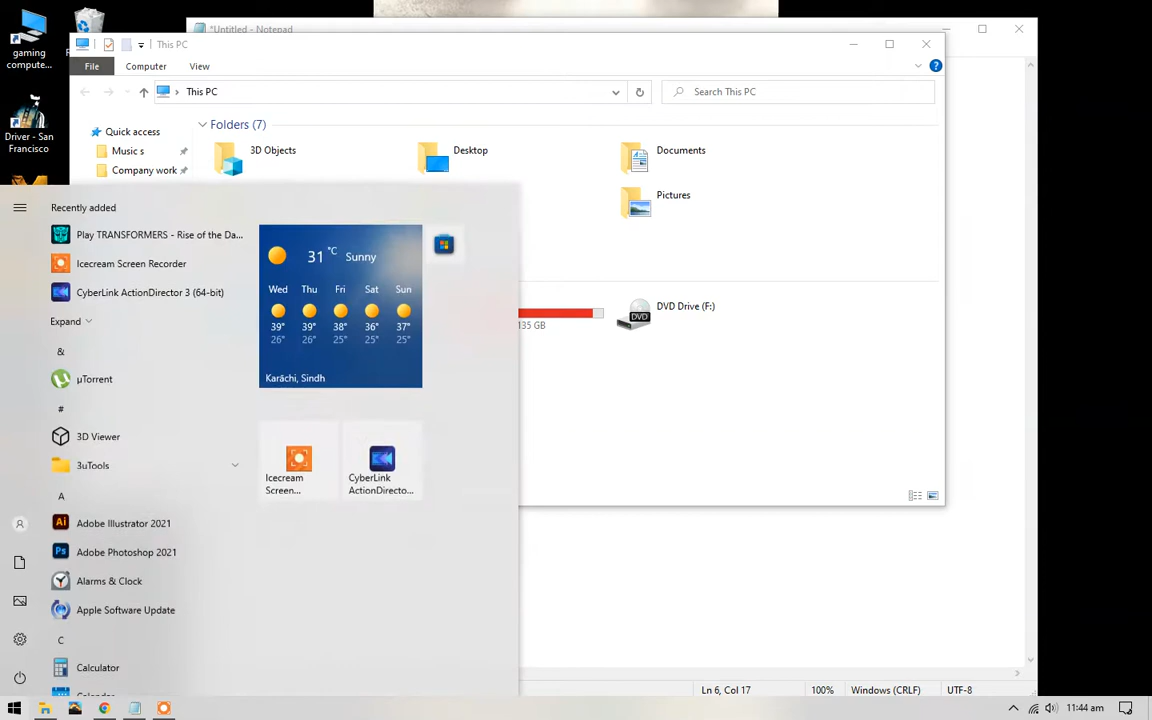 gaming
compute...
Driver - San
Francisco
*Untitled - Notepad
This PC
File
Computer
View
This PC
Search This PC
Quick access
Music s
Company work
Folders (7)
3D Objects
Desktop
Documents
Pictures
135 GB
DVD Drive (F:)
DVD
Recently added
Play TRANSFORMERS - Rise of the Da...
Icecream Screen Recorder
CyberLink ActionDirector 3 (64-bit)
Expand
&
µTorrent
#
3D Viewer
3uTools
A
Ai
Adobe Illustrator 2021
Ps
Adobe Photoshop 2021
Alarms & Clock
Apple Software Update
C
Calculator
31 °C Sunny
Wed Thu Fri Sat Sun
39° 39° 38° 36° 37°
26° 26° 25° 25° 25°
Karāchi, Sindh
Icecream
Screen...
CyberLink
ActionDirecto...
Ln 6, Col 17
100%
Windows (CRLF)
UTF-8
11:44 am